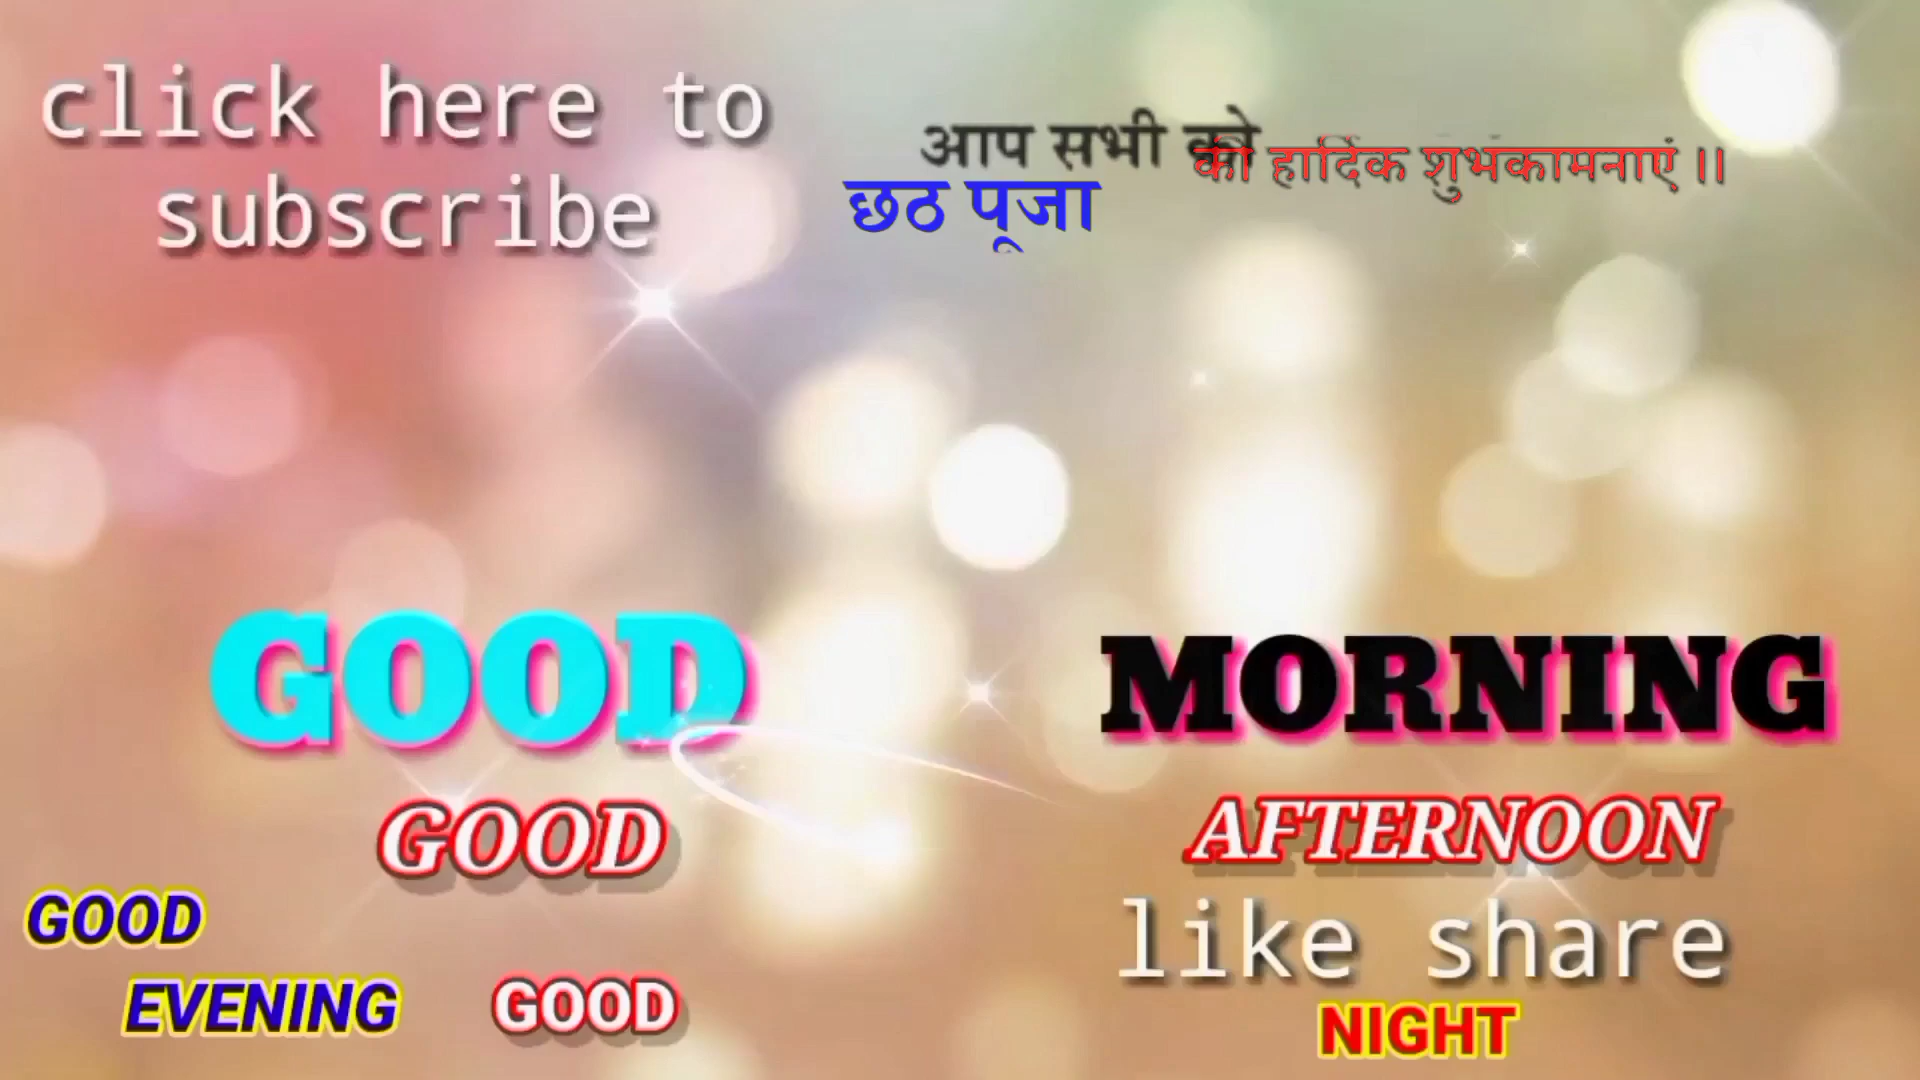 click here to
subscribe
आप सभी को
छठ पूजा
की हार्दिक शुभकामनाएं ।।
GOOD MORNING
GOOD AFTERNOON
GOOD
EVENING
like share
GOOD NIGHT